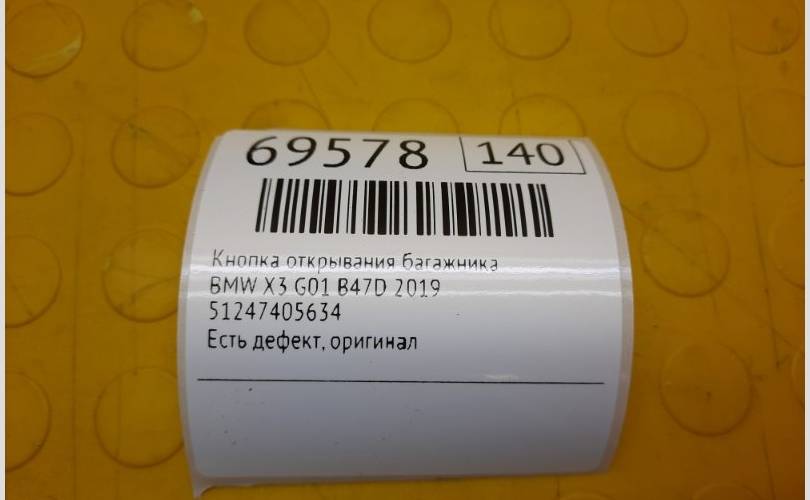 69578 140
Кнопка открывания багажника
BMW X3 G01 B47D 2019
51247405634
Есть дефект, оригинал